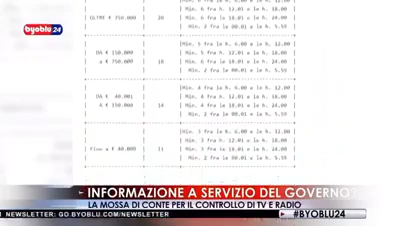 byoblu24
| Min. 6 fra le h. 6.00 e le h. 12.00
| Min. 6 fra le h. 12.01 e le h. 18.00
OLTRE € 750.000 | 20 | Min. 6 fra le 18.01 e le h. 24.00
| Min. 2 fra le 00.01 e le h. 5.59
| Min. 5 fra le h. 6.00 e le h. 12.00
DA € 150.000 | Min. 5 fra le h. 12.01 e le h. 18.00
a € 750.000 | 18 | Min. 6 fra le 18.01 e le h. 24.00
| Min. 2 fra le 00.01 e le h. 5.59
| Min. 4 fra le h. 6.00 e le h. 12.00
DA € 40.001 | Min. 4 fra le h. 12.01 e le h. 18.00
A € 150.000 | 14 | Min. 4 fra le 18.01 e le h. 24.00
| Min. 2 fra le 00.01 e le h. 5.59
| Min. 3 fra le h. 6.00 e le h. 12.00
| Min. 3 fra le h. 12.01 e le h. 18.00
Fino a € 40.000 | 11 | Min. 3 fra le 18.01 e le h. 24.00
| Min. 2 fra le 00.01 e le h. 5.59
INFORMAZIONE A SERVIZIO DEL GOVERNO?
LA MOSSA DI CONTE PER IL CONTROLLO DI TV E RADIO
NEWSLETTER: GO.BYOBLU.COM/NEWSLETTER
#BYOBLU24